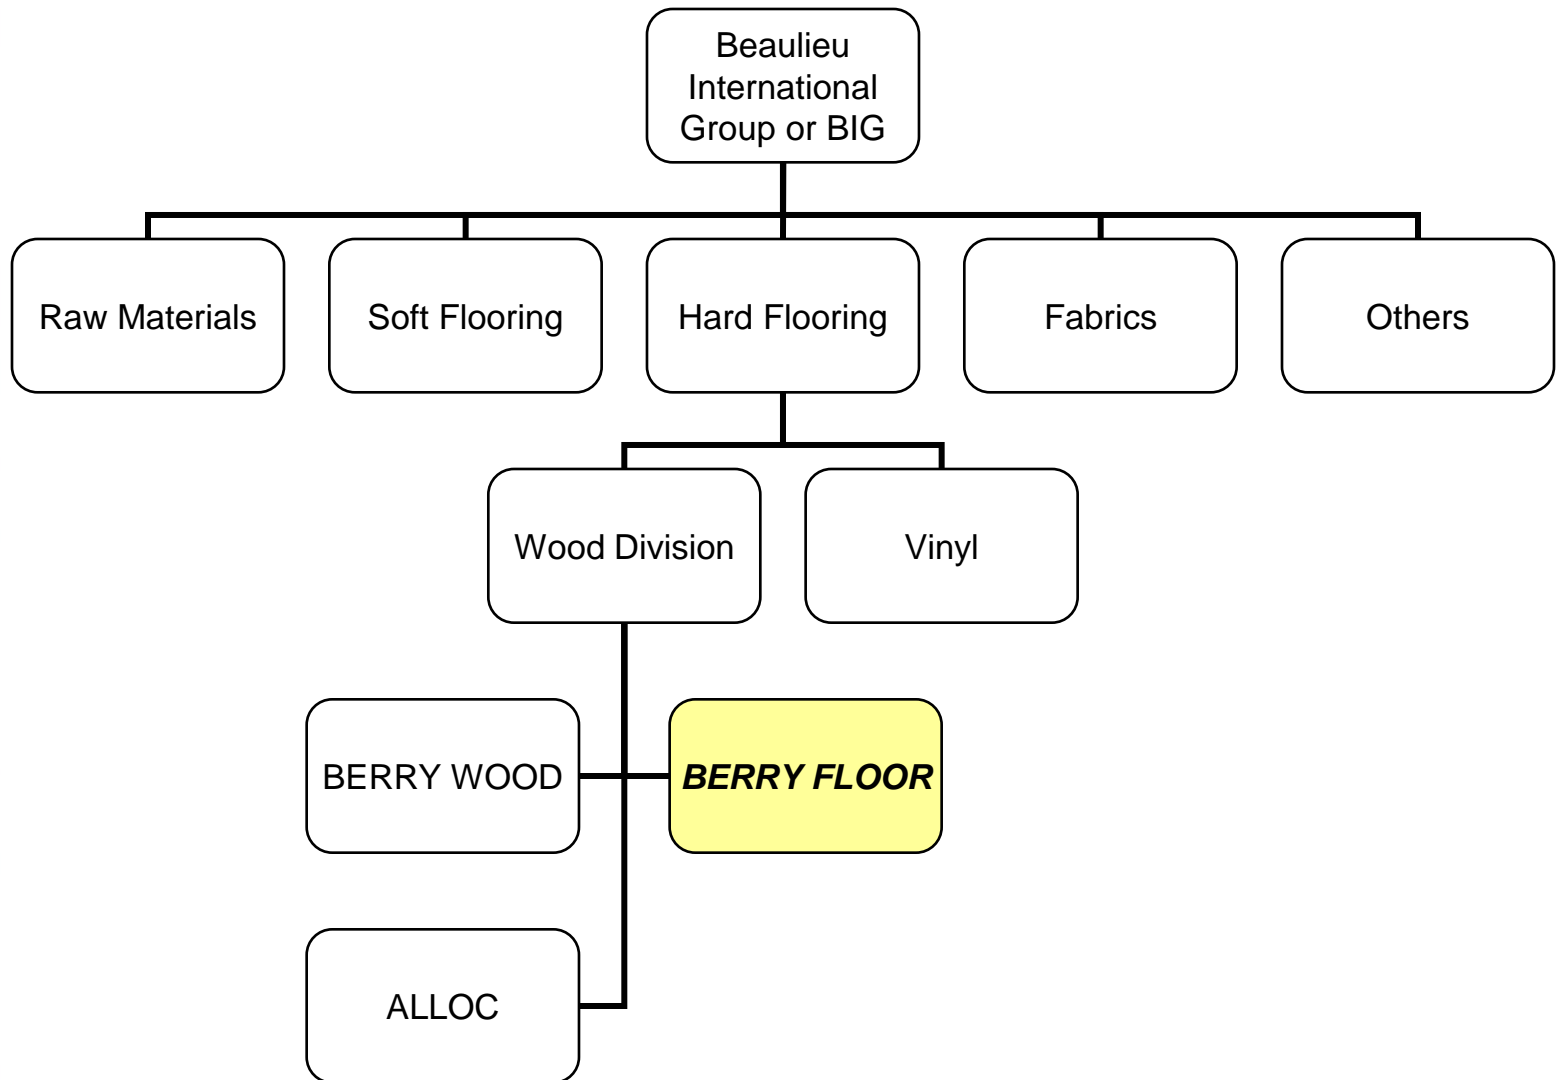 Beaulieu
International
Group or BIG
Raw Materials
Soft Flooring
Hard Flooring
Fabrics
Others
Wood Division
Vinyl
BERRY WOOD
BERRY FLOOR
ALLOC